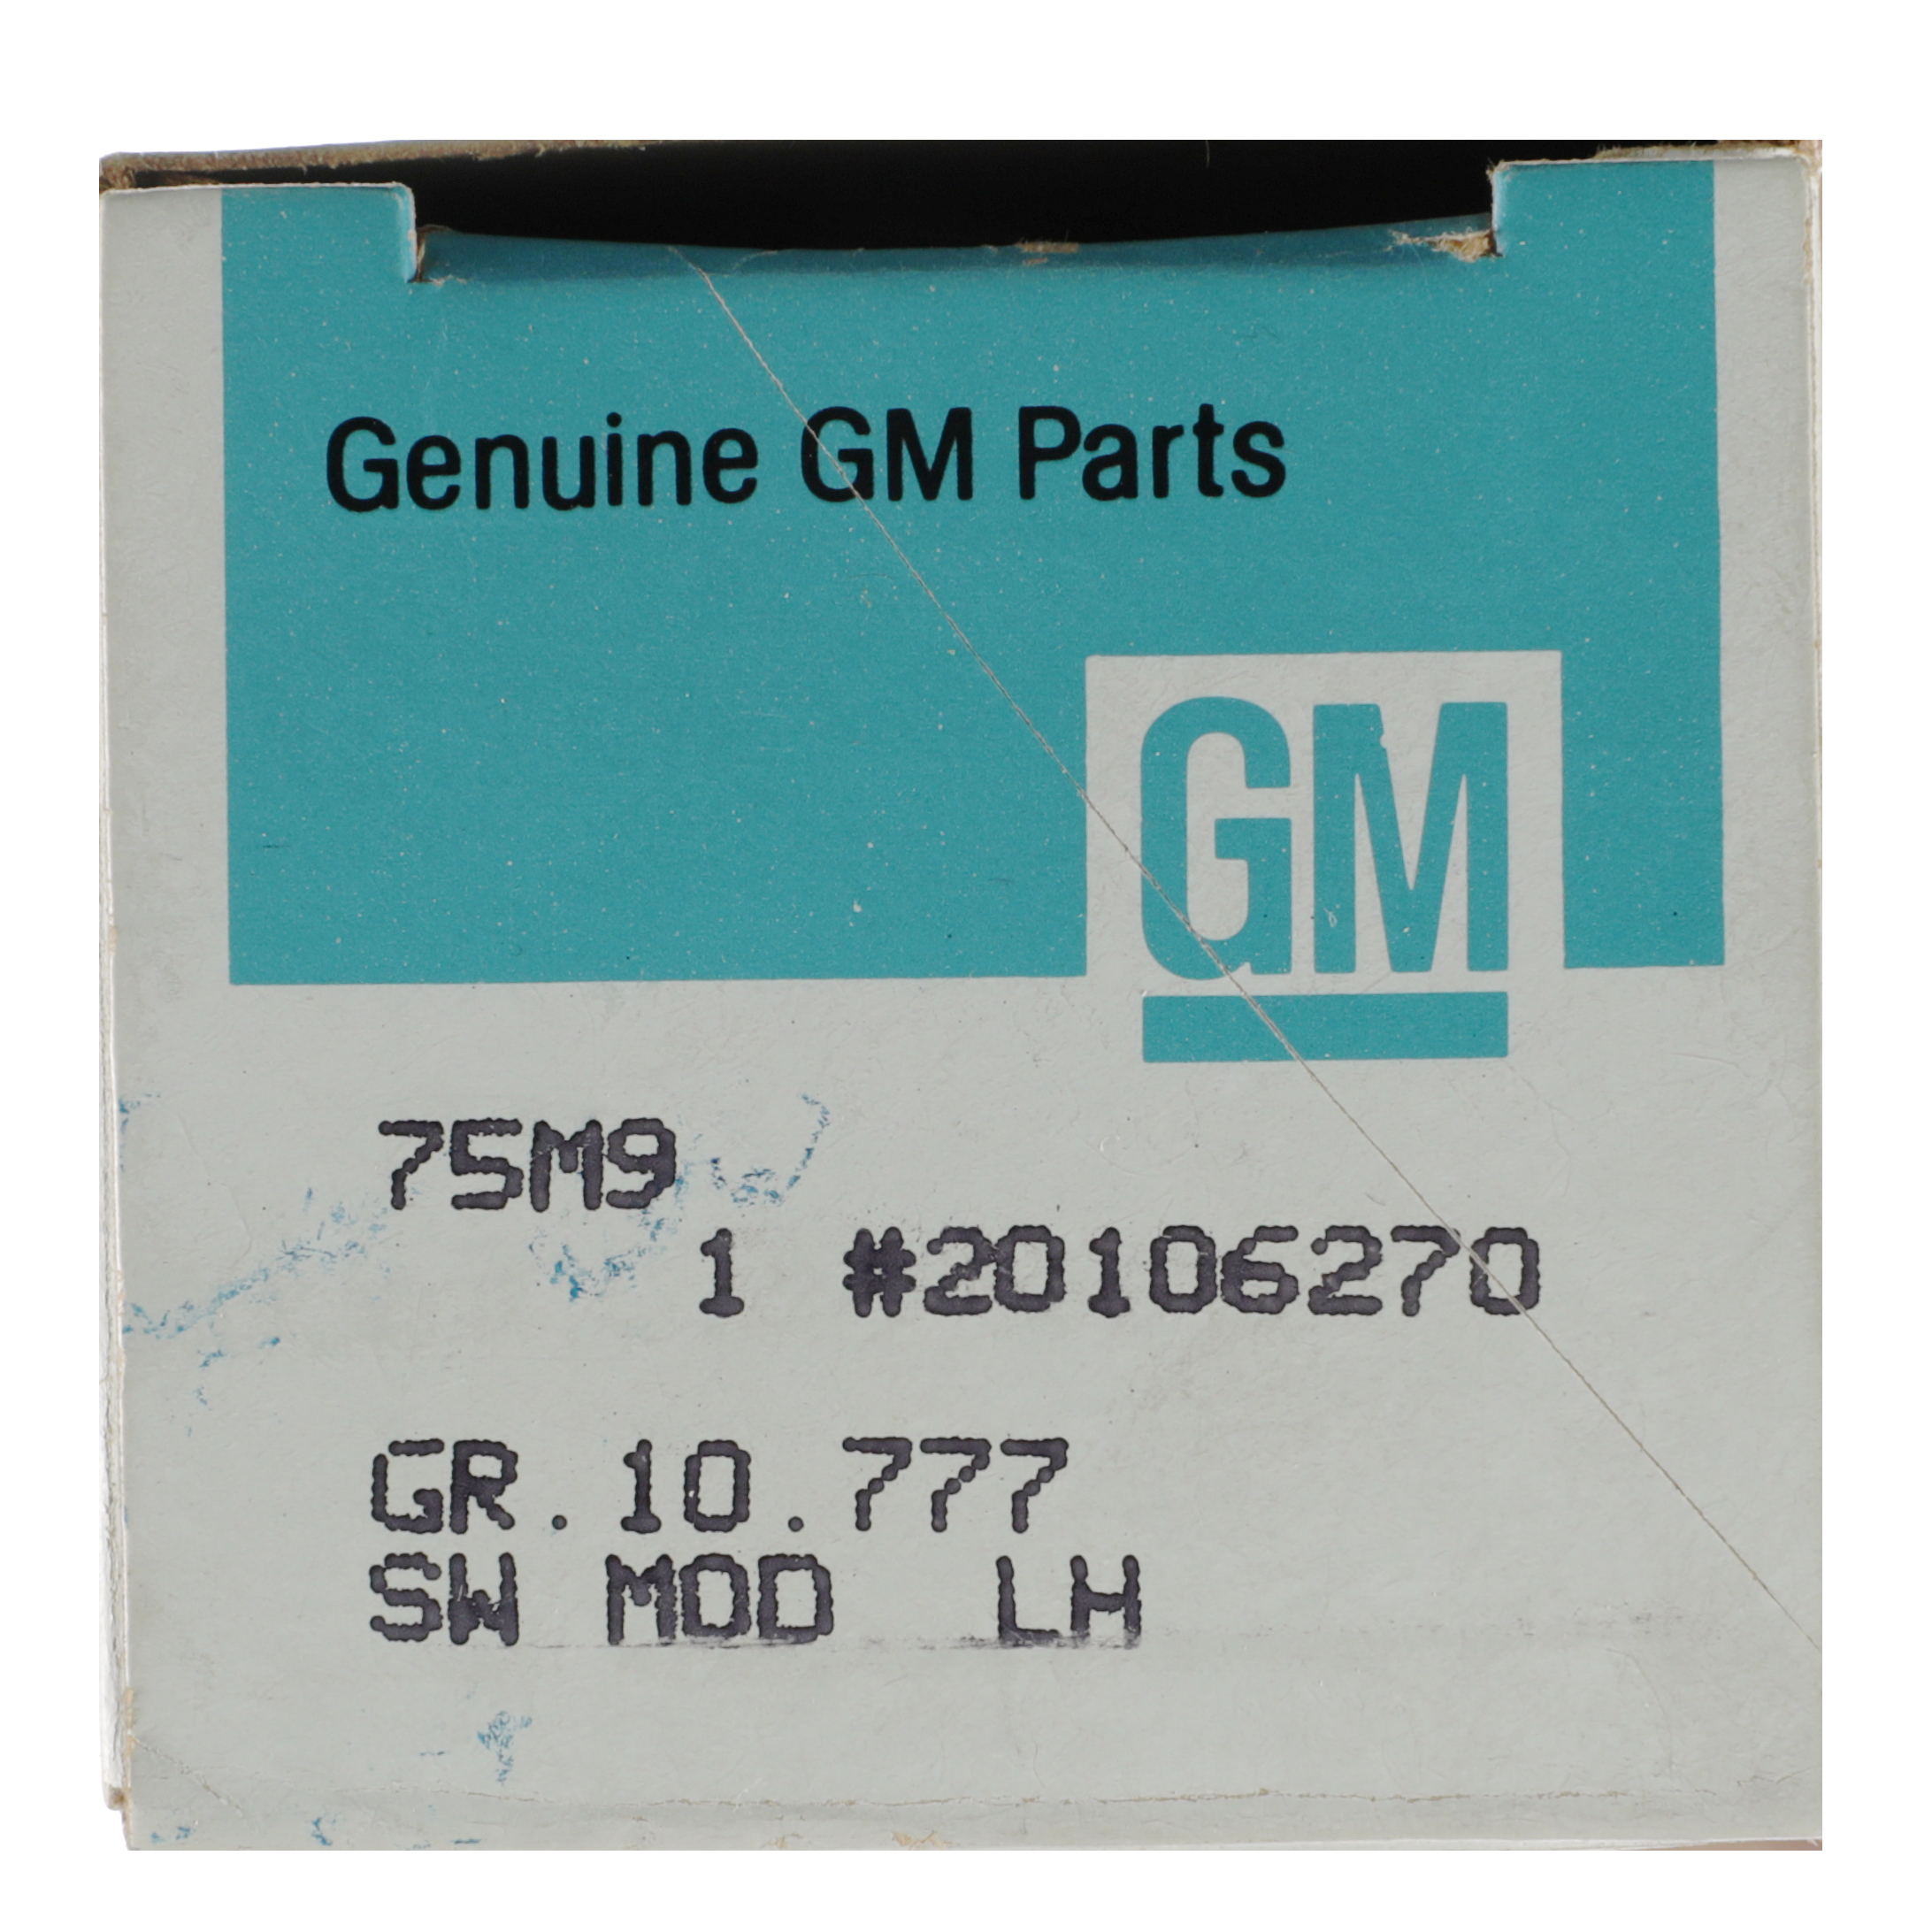 Genuine GM Parts
GM
75M9
1 #20106270
GR.10.777
SW MOD LH